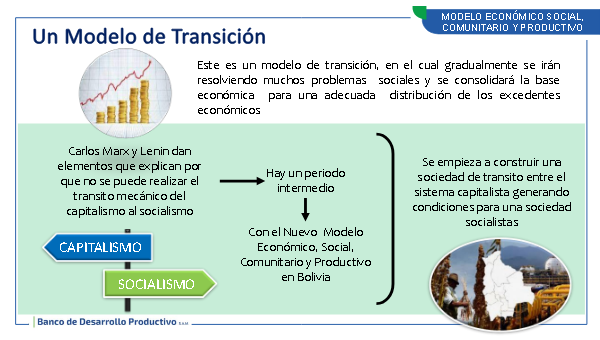 MODELO ECONÓMICO SOCIAL,
COMUNITARIO Y PRODUCTIVO
Un Modelo de Transición
Este es un modelo de transición, en el cual gradualmente se irán
resolviendo muchos problemas sociales y se consolidará la base
económica para una adecuada distribución de los excedentes
económicos
Carlos Marx y Lenin dan
elementos que explican por
que no se puede realizar el
transito mecánico del
capitalismo al socialismo
Hay un periodo
intermedio
Con el Nuevo Modelo
Económico, Social,
Comunitario y Productivo
en Bolivia
Se empieza a construir una
sociedad de transito entre el
sistema capitalista generando
condiciones para una sociedad
socialistas
CAPITALISMO
SOCIALISMO
Banco de Desarrollo Productivo S.A.M